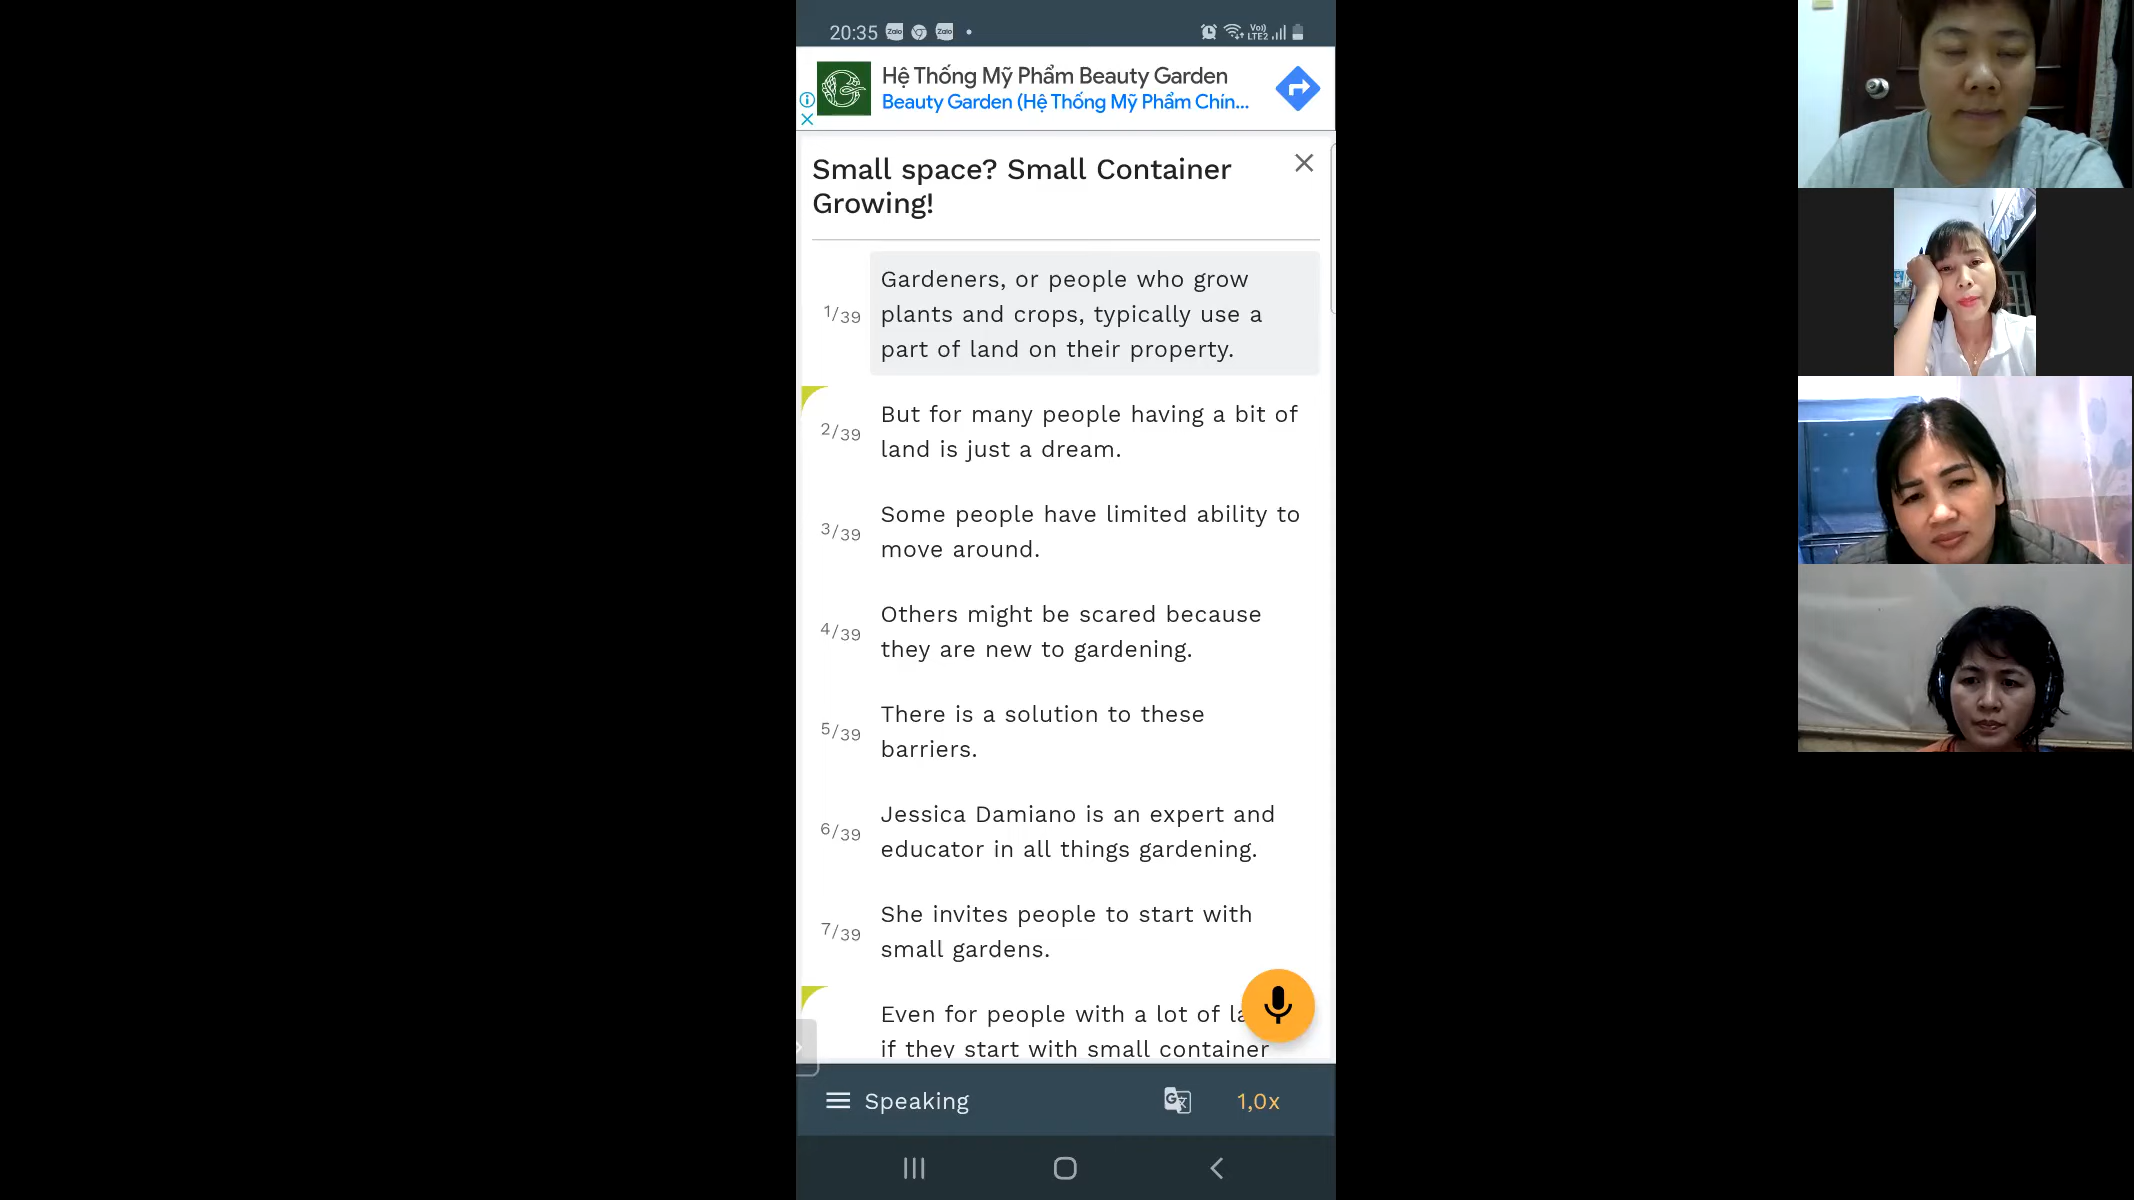 20:35
Zalo Zalo
Vo) LTE2
Hệ Thống Mỹ Phẩm Beauty Garden
Beauty Garden (Hệ Thống Mỹ Phẩm Chín...
Small space? Small Container
Growing!
1/39
Gardeners, or people who grow
plants and crops, typically use a
part of land on their property.
2/39
But for many people having a bit of
land is just a dream.
3/39
Some people have limited ability to
move around.
4/39
Others might be scared because
they are new to gardening.
5/39
There is a solution to these
barriers.
6/39
Jessica Damiano is an expert and
educator in all things gardening.
7/39
She invites people to start with
small gardens.
Even for people with a lot of
if they start with small container
Speaking
1,0x